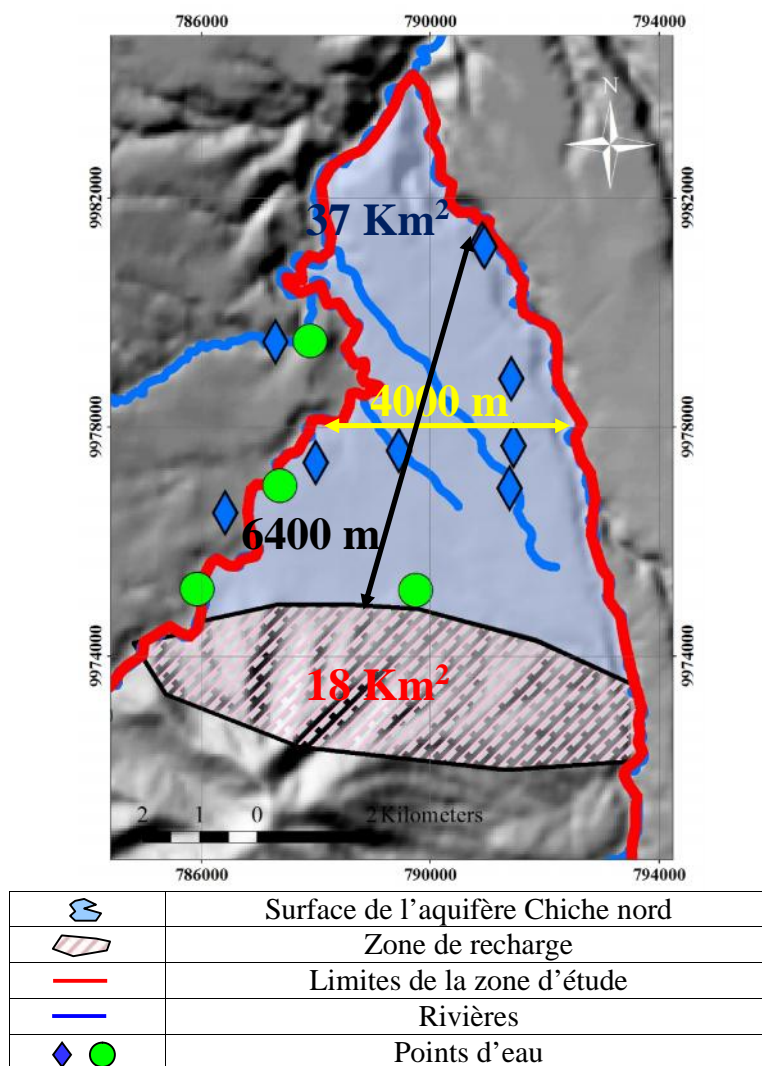 786000 790000 794000
N
9982000 9982000
37 Km²
4000 m
9978000 9978000
6400 m
9974000 9974000
18 Km²
2 1 0 2 Kilometers
786000 790000 794000
Surface de l’aquifère Chiche nord
Zone de recharge
Limites de la zone d’étude
Rivières
Points d’eau